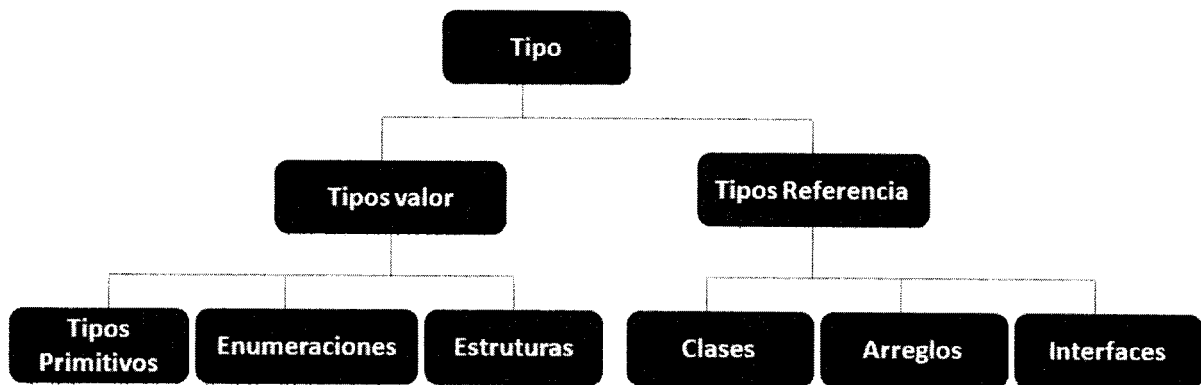 Tipo
Tipos valor
Tipos Referencia
Tipos
Primitivos
Enumeraciones
Estruturas
Clases
Arreglos
Interfaces